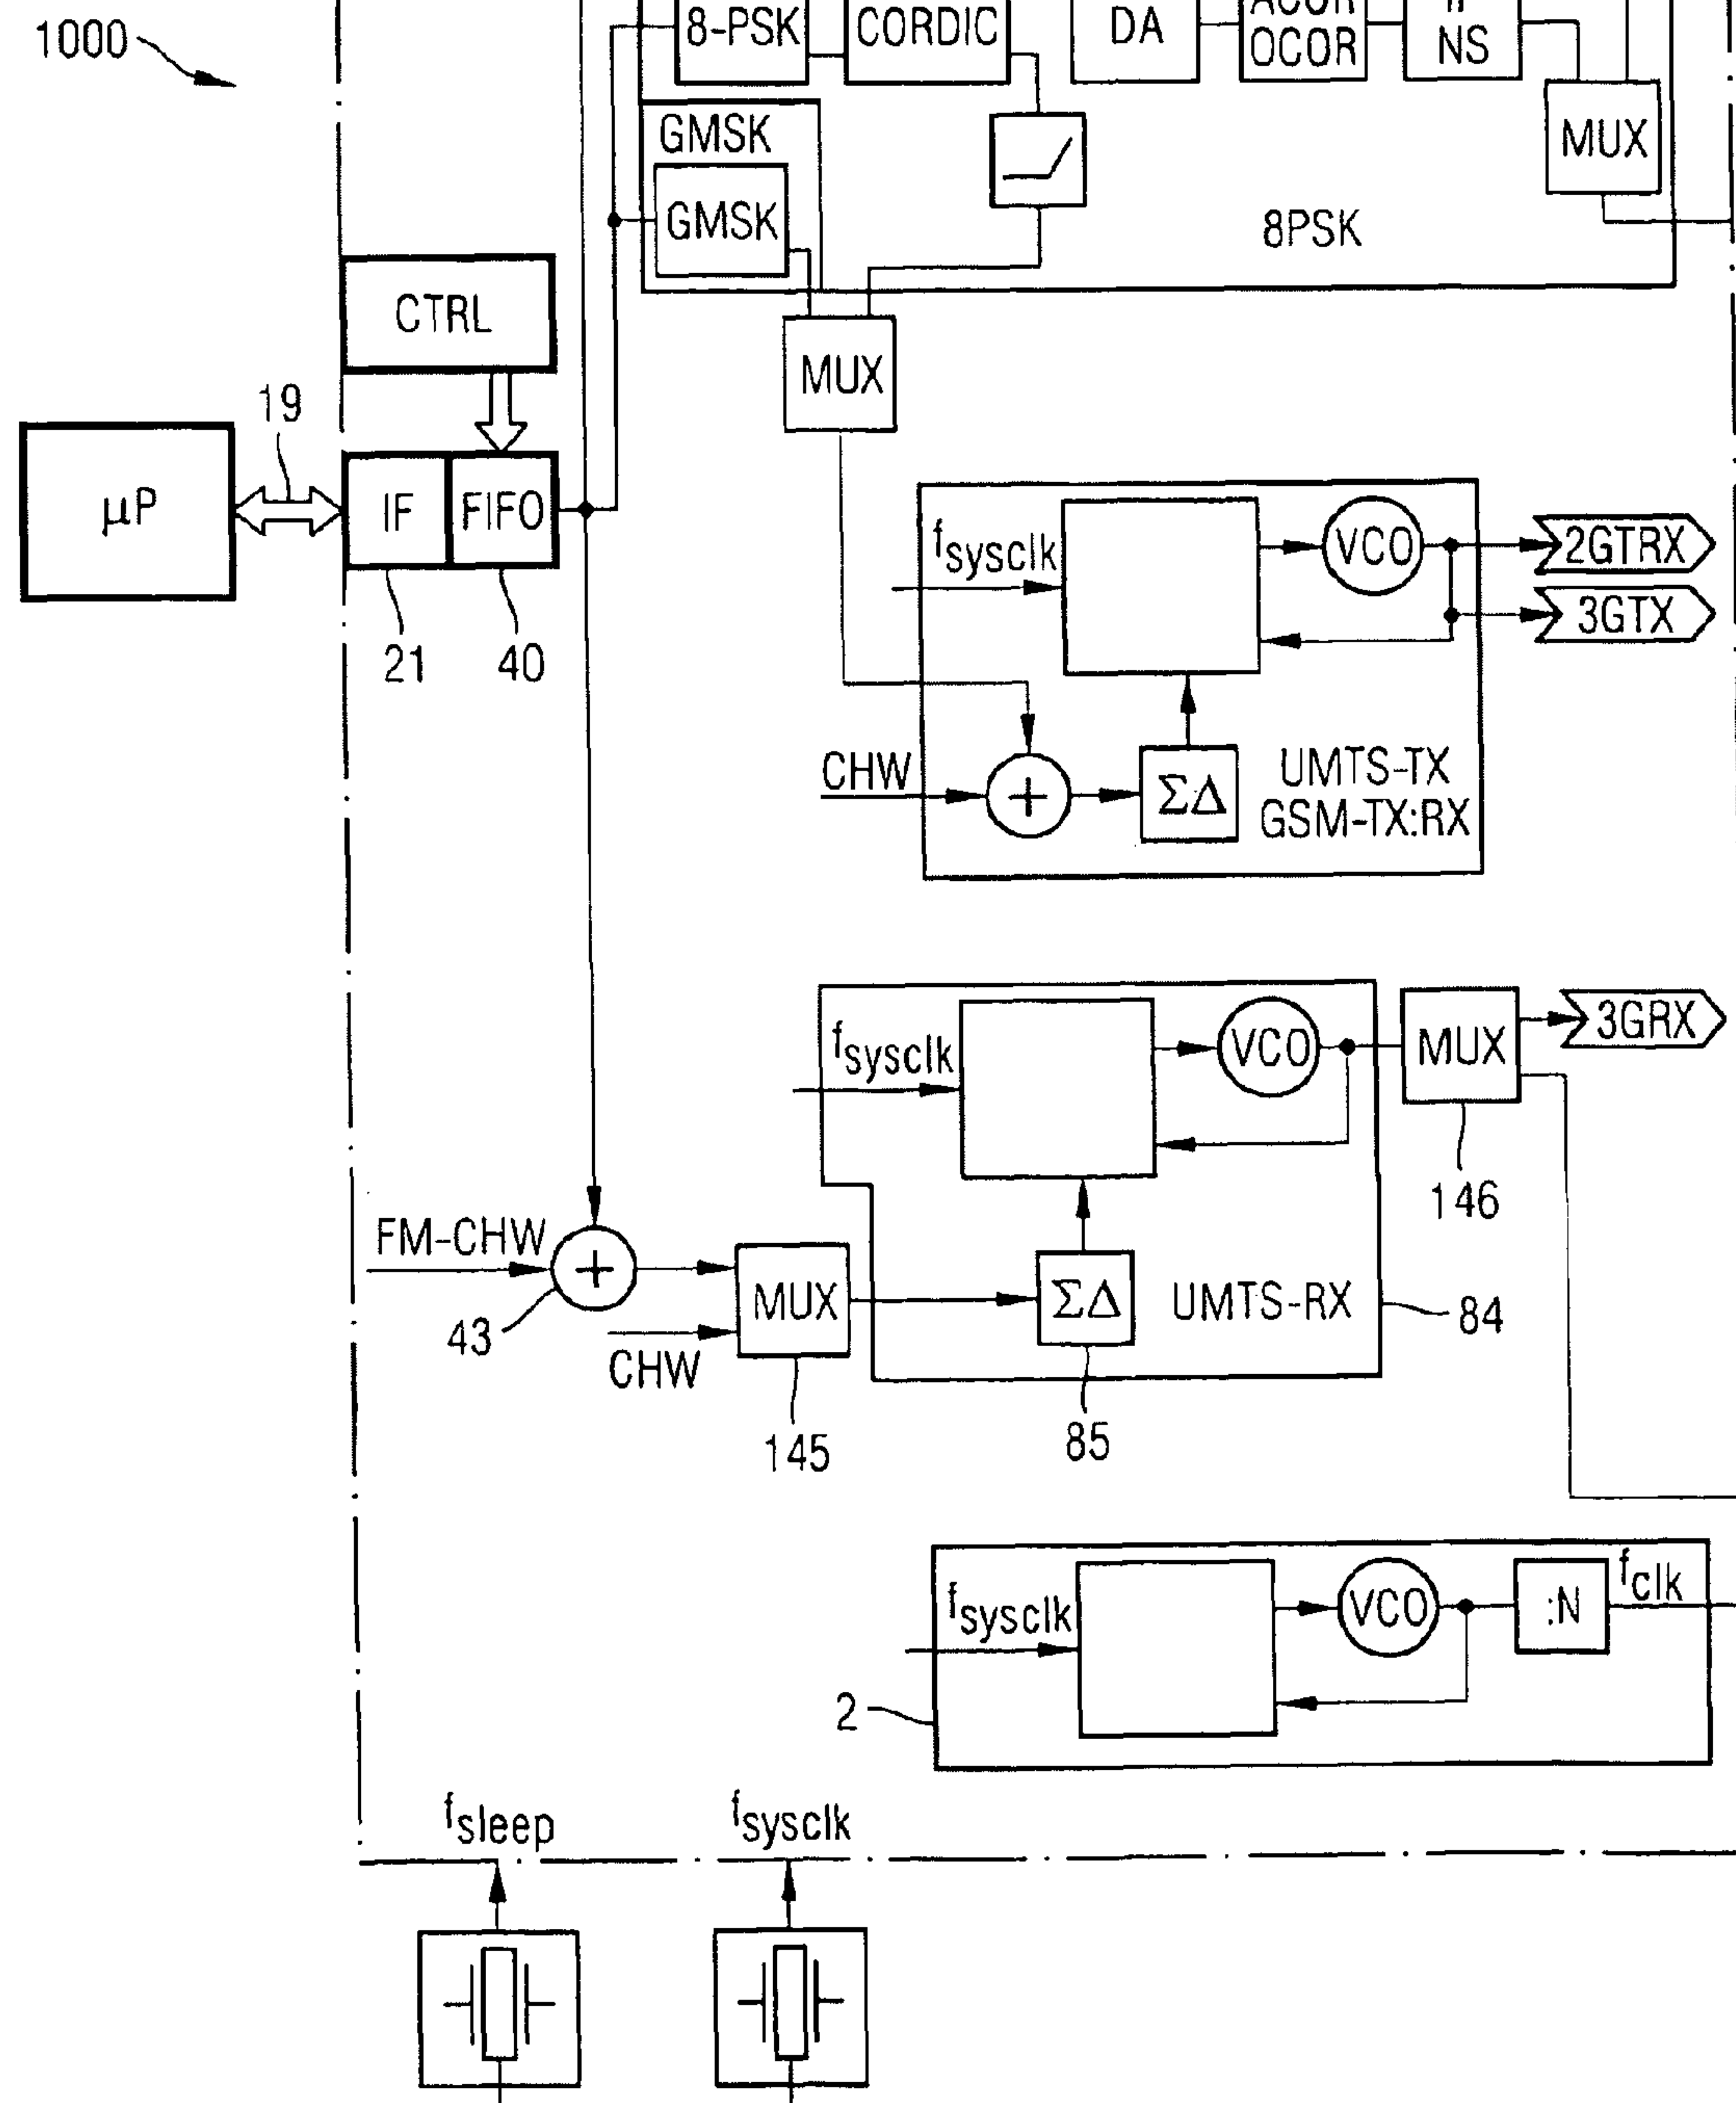 1000
8-PSK
CORDIC
DA
OCOR
NS
MUX
GMSK
GMSK
8PSK
CTRL
MUX
19
µP
IF
FIFO
21
40
fsysclk
VCO
2GTRX
3GTX
CHW
+
ΣΔ
UMTS-TX
GSM-TX:RX
fsysclk
VCO
MUX
3GRX
146
FM-CHW
+
43
MUX
CHW
145
ΣΔ
UMTS-RX
84
85
fsysclk
VCO
:N
fclk
2
fsleep
fsysclk